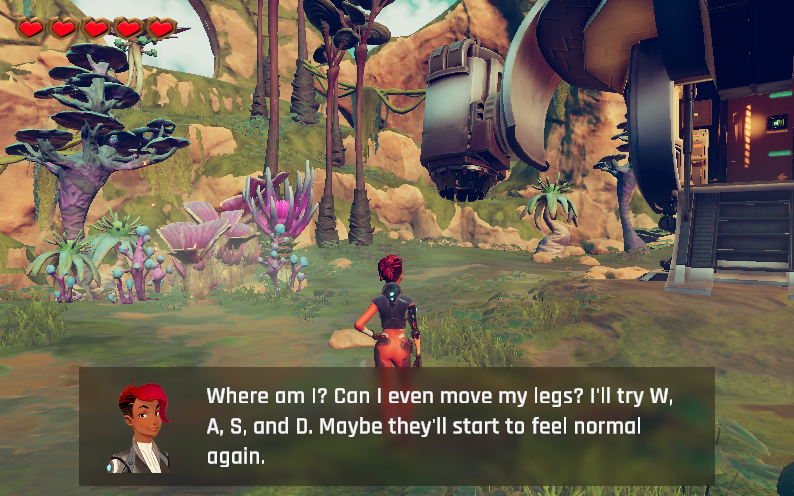 Where am I? Can I even move my legs? I'll try W,
A, S, and D. Maybe they'll start to feel normal
again.